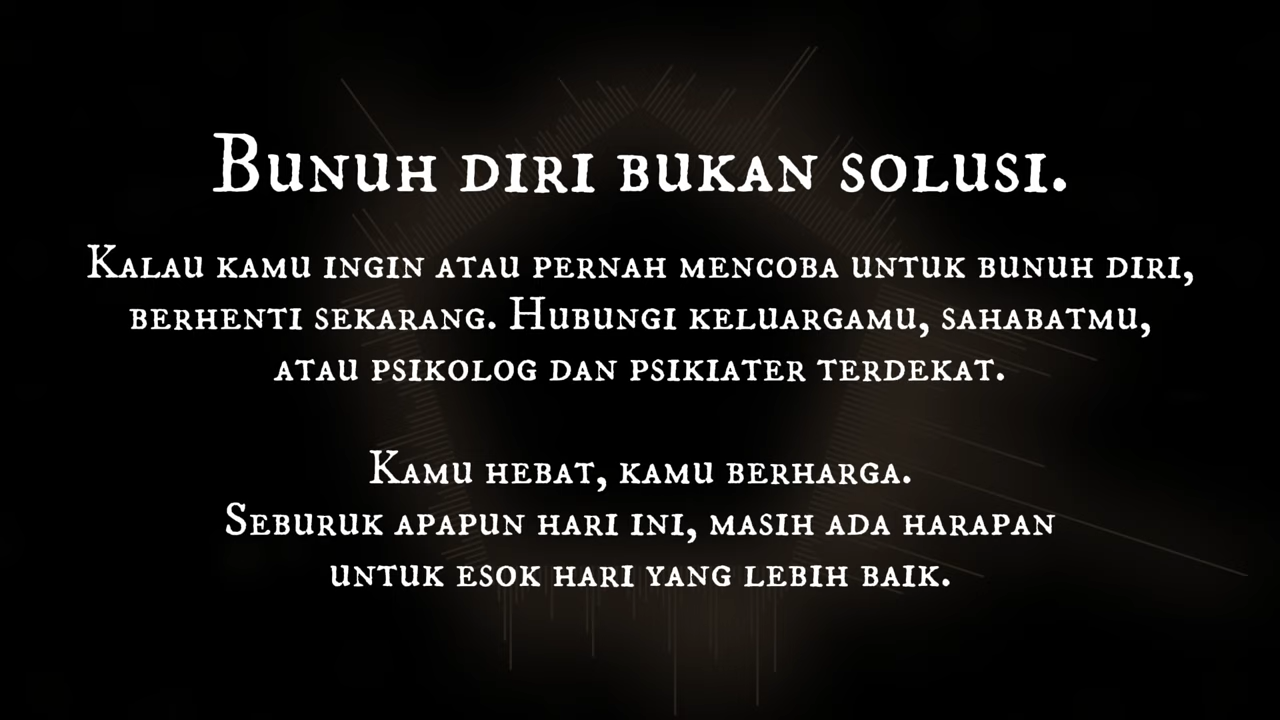 Bunuh diri bukan solusi.
Kalau kamu ingin atau pernah mencoba untuk bunuh diri,
berhenti sekarang. Hubungi keluargamu, sahabatmu,
atau psikolog dan psikiater terdekat.
Kamu hebat, kamu berharga.
Seburuk apapun hari ini, masih ada harapan
untuk esok hari yang lebih baik.